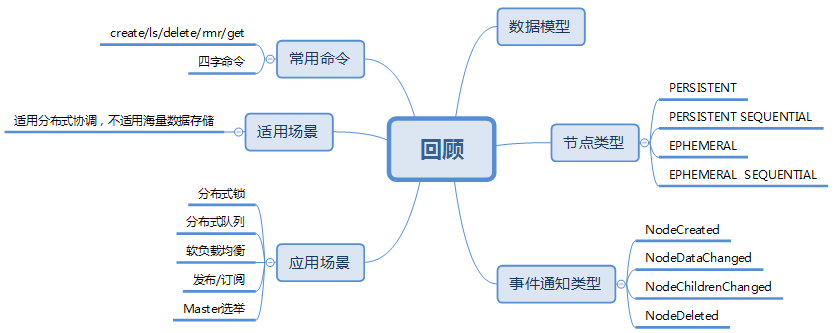 回顾
常用命令
create/ls/delete/rmr/get
四字命令
适用场景
适用分布式协调，不适用海量数据存储
应用场景
分布式锁
分布式队列
软负载均衡
发布/订阅
Master选举
数据模型
节点类型
PERSISTENT
PERSISTENT SEQUENTIAL
EPHEMERAL
EPHEMERAL SEQUENTIAL
事件通知类型
NodeCreated
NodeDataChanged
NodeChildrenChanged
NodeDeleted